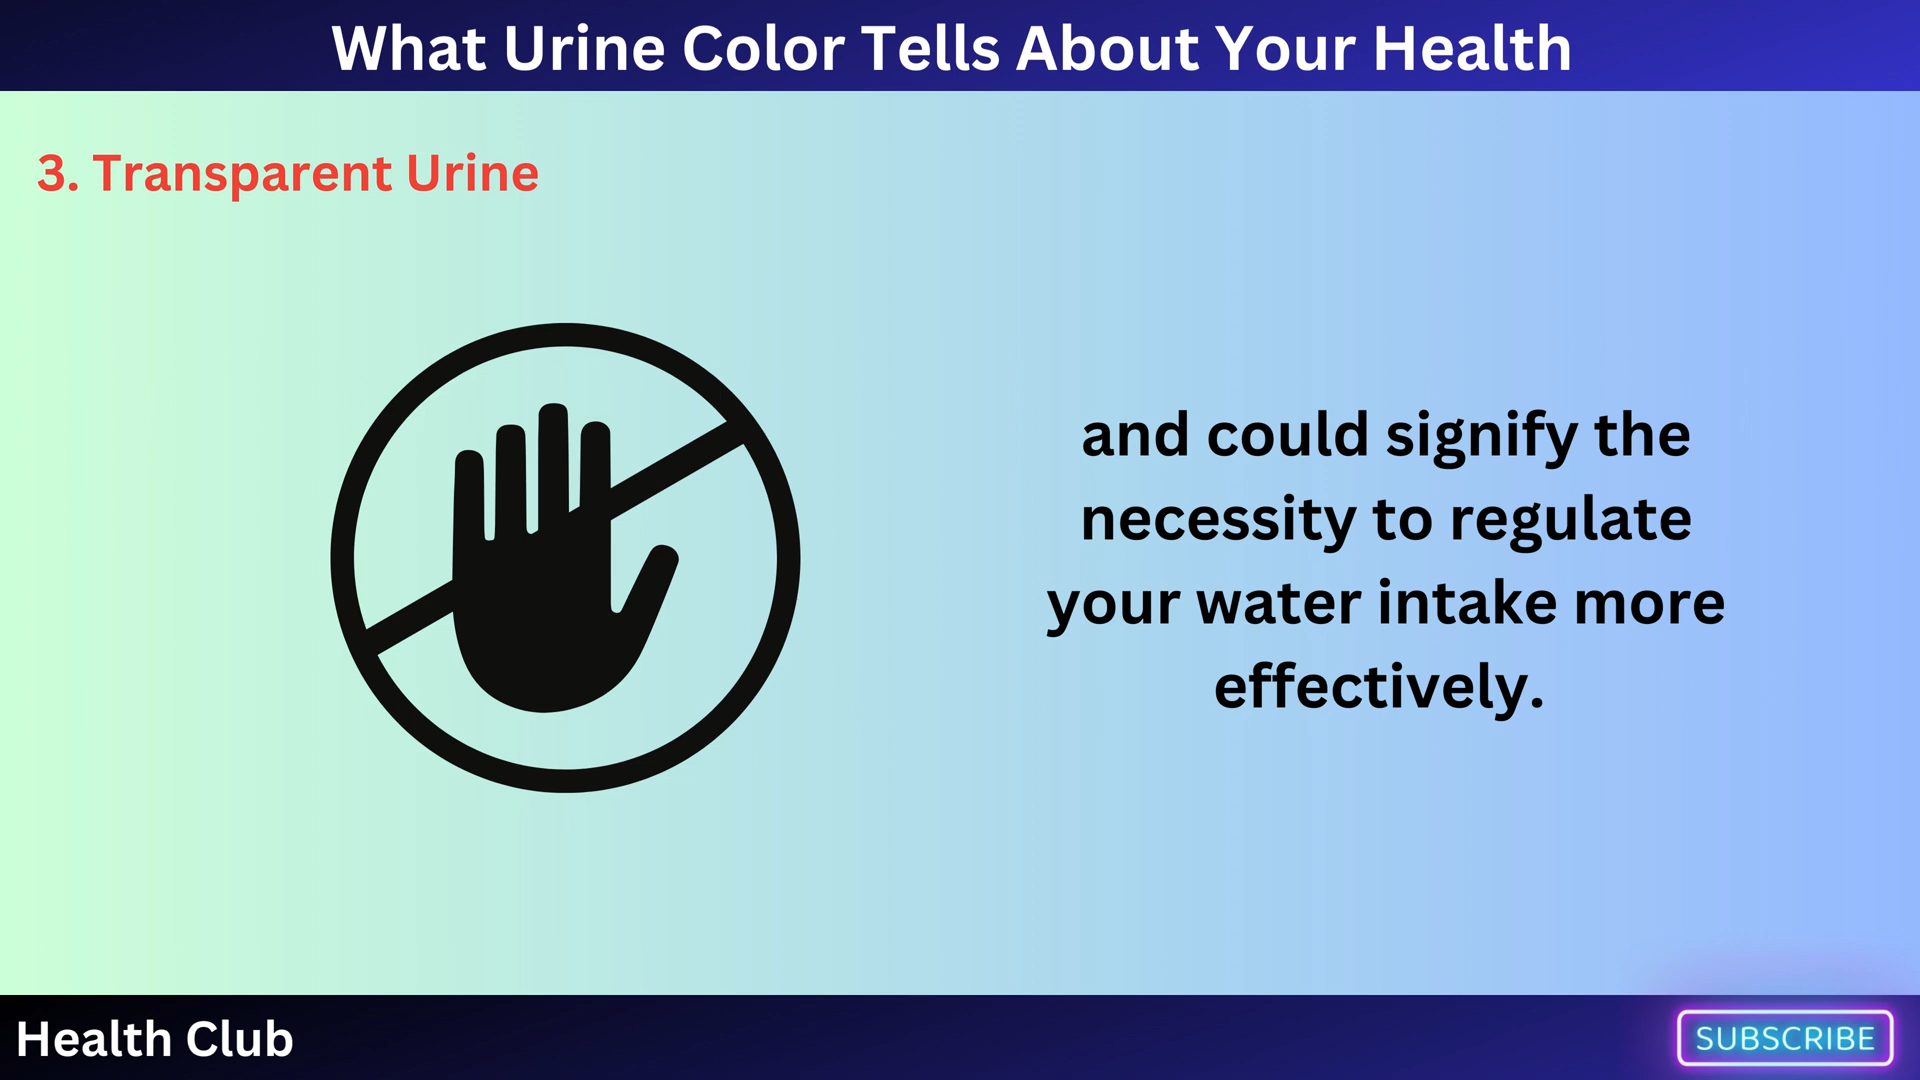 What Urine Color Tells About Your Health
3. Transparent Urine
and could signify the
necessity to regulate
your water intake more
effectively.
Health Club
SUBSCRIBE